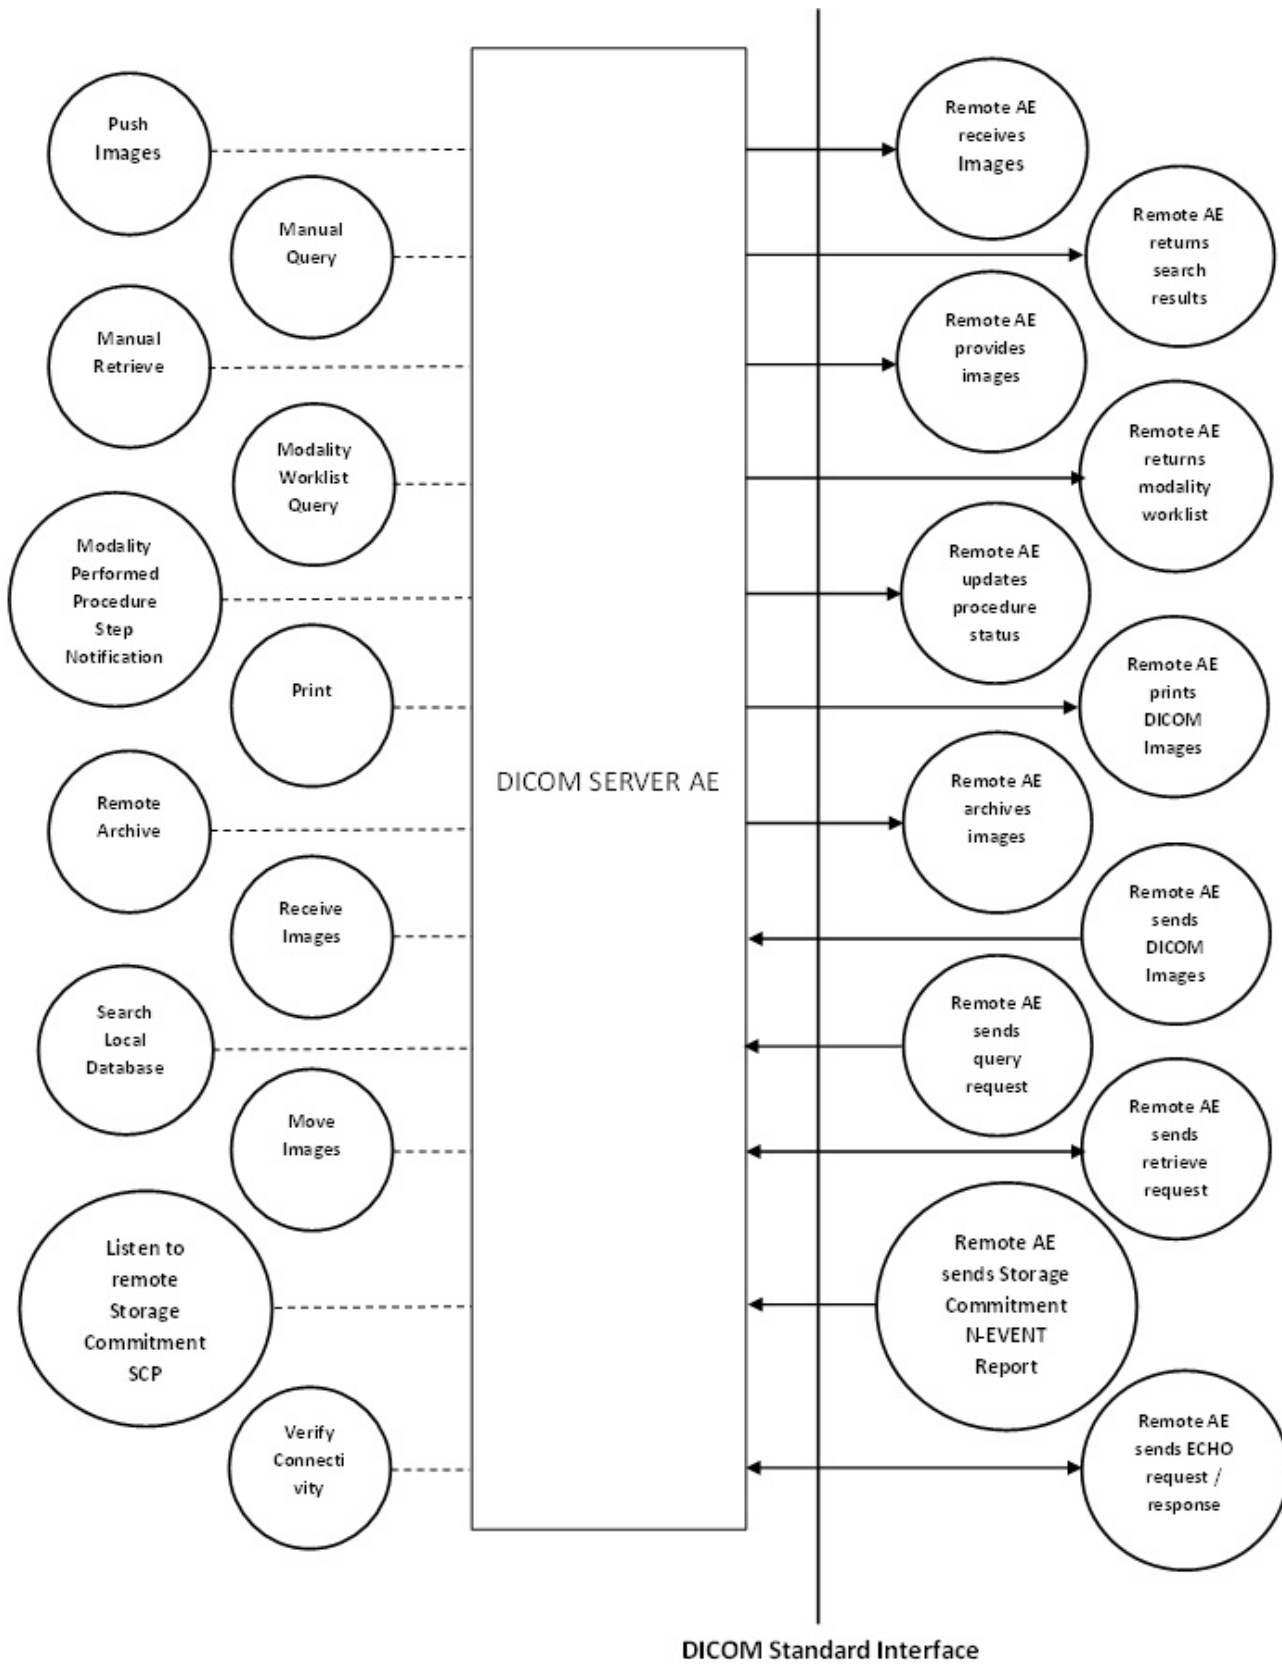 Push
Images
Remote AE
receives
Images
Manual
Query
Remote AE
returns
search
results
Manual
Retrieve
Remote AE
provides
images
Modality
Worklist
Query
Remote AE
returns
modality
worklist
Modality
Performed
Procedure
Step
Notification
Remote AE
updates
procedure
status
Print
Remote AE
prints
DICOM
Images
DICOM SERVER AE
Remote
Archive
Remote AE
archives
images
Receive
Images
Remote AE
sends
DICOM
Images
Search
Local
Database
Remote AE
sends
query
request
Move
Images
Remote AE
sends
retrieve
request
Listen to
remote
Storage
Commitment
SCP
Remote AE
sends Storage
Commitment
N-EVENT
Report
Verify
Connecti
vity
Remote AE
sends ECHO
request /
response
DICOM Standard Interface